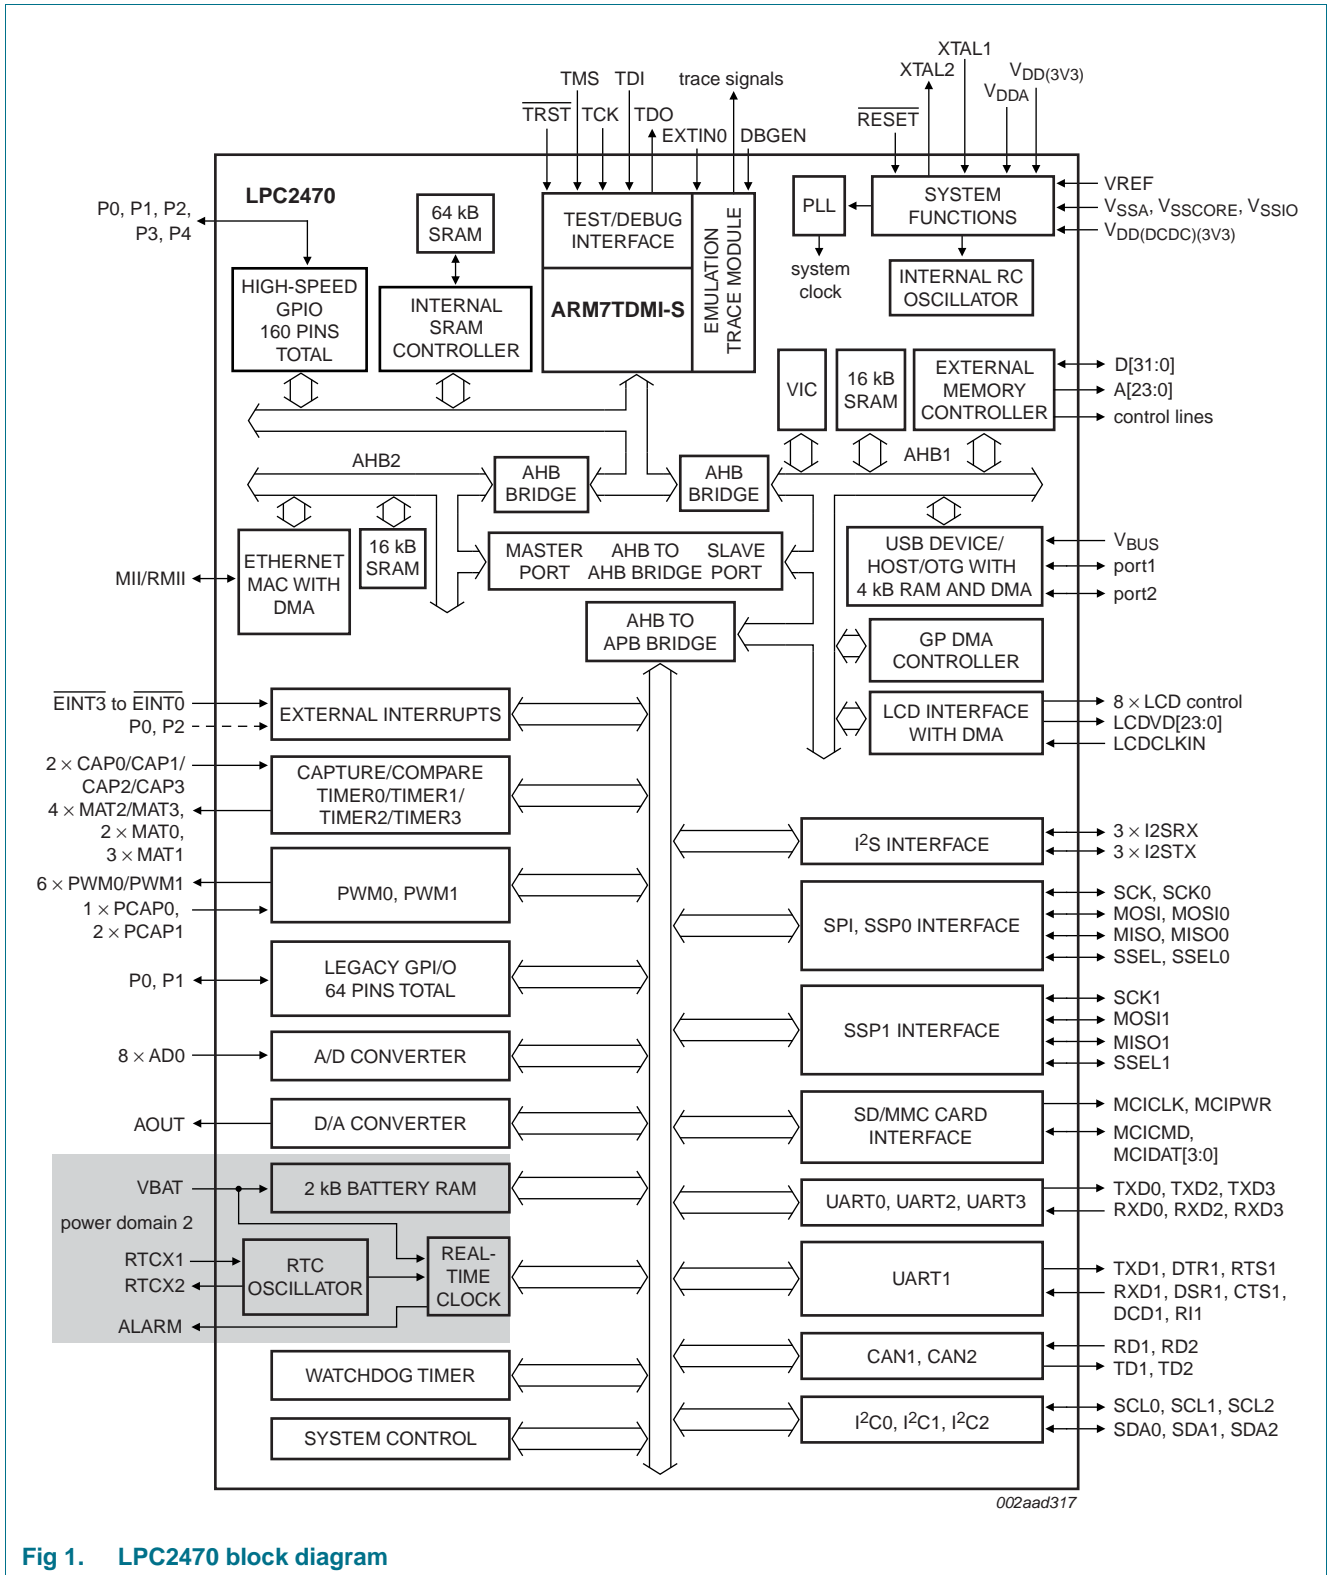 XTAL1
XTAL2
VDD(3V3)
VDDA
RESET
TMS TDI
trace signals
TRST TCK TDO
EXTIN0 DBGEN
LPC2470
P0, P1, P2,
P3, P4
64 kB
SRAM
TEST/DEBUG
INTERFACE
EMULATION
TRACE MODULE
PLL
SYSTEM
FUNCTIONS
VREF
VSSA, VSSCORE, VSSIO
VDD(DCDC)(3V3)
system
clock
HIGH-SPEED
GPIO
160 PINS
TOTAL
INTERNAL
SRAM
CONTROLLER
ARM7TDMI-S
INTERNAL RC
OSCILLATOR
VIC
16 kB
SRAM
EXTERNAL
MEMORY
CONTROLLER
D[31:0]
A[23:0]
control lines
AHB2
AHB
BRIDGE
AHB
BRIDGE
AHB1
ETHERNET
MAC WITH
DMA
16 kB
SRAM
MASTER AHB TO SLAVE
PORT AHB BRIDGE PORT
USB DEVICE/
HOST/OTG WITH
4 kB RAM AND DMA
VBUS
port1
port2
MII/RMII
AHB TO
APB BRIDGE
GP DMA
CONTROLLER
EINT3 to EINT0
P0, P2
EXTERNAL INTERRUPTS
LCD INTERFACE
WITH DMA
8 × LCD control
LCDVD[23:0]
LCDCLKIN
2 × CAP0/CAP1/
CAP2/CAP3
4 × MAT2/MAT3,
2 × MAT0,
3 × MAT1
CAPTURE/COMPARE
TIMER0/TIMER1/
TIMER2/TIMER3
I2S INTERFACE
3 × I2SRX
3 × I2STX
6 × PWM0/PWM1
1 × PCAP0,
2 × PCAP1
PWM0, PWM1
SPI, SSP0 INTERFACE
SCK, SCK0
MOSI, MOSI0
MISO, MISO0
SSEL, SSEL0
P0, P1
LEGACY GPI/O
64 PINS TOTAL
SSP1 INTERFACE
SCK1
MOSI1
MISO1
SSEL1
8 × AD0
A/D CONVERTER
AOUT
D/A CONVERTER
SD/MMC CARD
INTERFACE
MCICLK, MCIPWR
MCICMD,
MCIDAT[3:0]
VBAT
2 kB BATTERY RAM
power domain 2
UART0, UART2, UART3
TXD0, TXD2, TXD3
RXD0, RXD2, RXD3
RTCX1
RTCX2
RTC
OSCILLATOR
REAL-
TIME
CLOCK
ALARM
UART1
TXD1, DTR1, RTS1
RXD1, DSR1, CTS1,
DCD1, RI1
WATCHDOG TIMER
CAN1, CAN2
RD1, RD2
TD1, TD2
SYSTEM CONTROL
I2C0, I2C1, I2C2
SCL0, SCL1, SCL2
SDA0, SDA1, SDA2
002aad317
Fig 1. LPC2470 block diagram